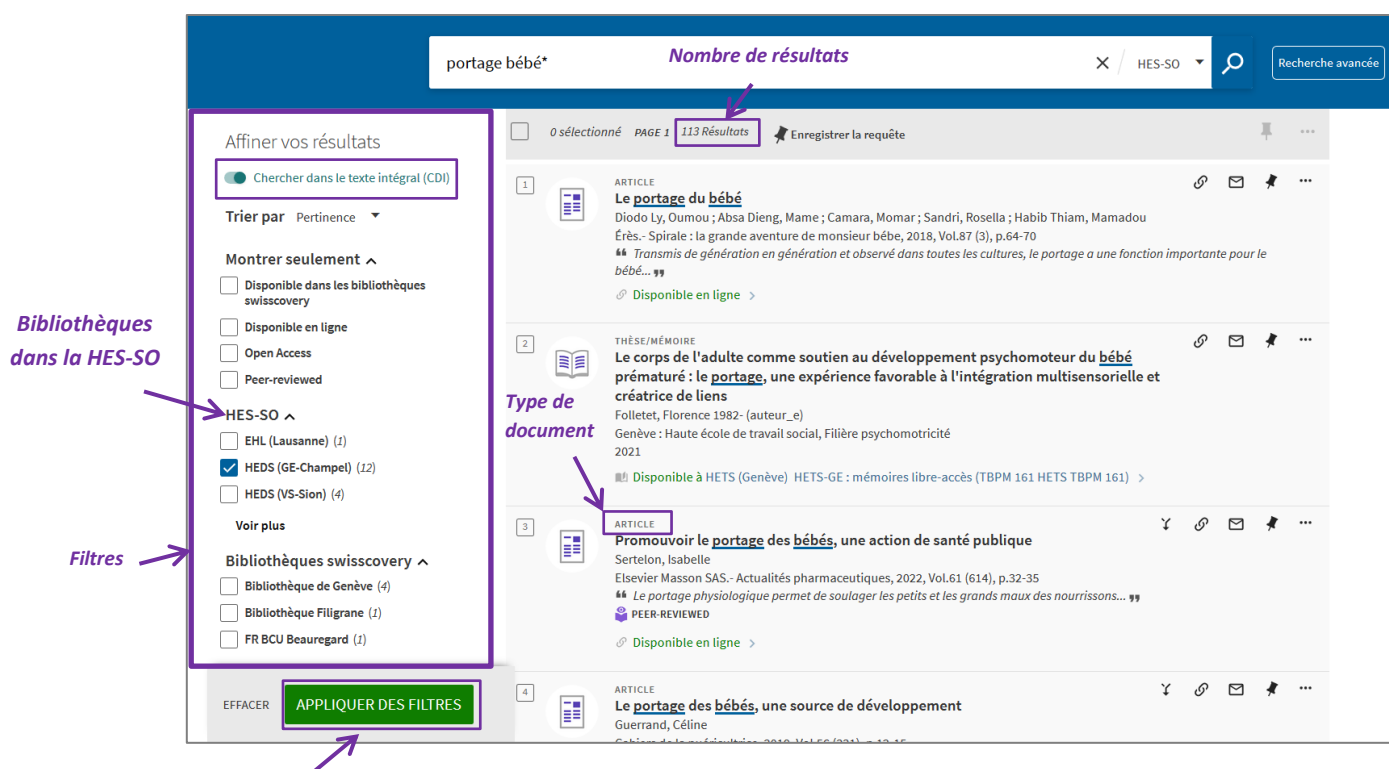 portage bébé*
Nombre de résultats
HES-SO
Recherche avancée
Affiner vos résultats
Chercher dans le texte intégral (CDI)
Trier par Pertinence
Montrer seulement
Disponible dans les bibliothèques
swisscovery
Disponible en ligne
Open Access
Peer-reviewed
Bibliothèques
dans la HES-SO
HES-SO
EHL (Lausanne) (1)
HEDS (GE-Champel) (12)
HEDS (VS-Sion) (4)
Voir plus
Filtres
Bibliothèques swisscovery
Bibliothèque de Genève (4)
Bibliothèque Filigrane (1)
FR BCU Beauregard (1)
EFFACER
APPLIQUER DES FILTRES
0 sélectionné PAGE 1 113 Résultats Enregistrer la requête
1
ARTICLE
Le portage du bébé
Diodo Ly, Oumou ; Absa Dieng, Mame ; Camara, Momar ; Sandri, Rosella ; Habib Thiam, Mamadou
Érès.- Spirale : la grande aventure de monsieur bébe, 2018, Vol.87 (3), p.64-70
❝ Transmis de génération en génération et observé dans toutes les cultures, le portage a une fonction importante pour le
bébé... ❞
Disponible en ligne
2
THÈSE/MÉMOIRE
Le corps de l'adulte comme soutien au développement psychomoteur du bébé
prématuré : le portage, une expérience favorable à l'intégration multisensorielle et
créatrice de liens
Folletet, Florence 1982- (auteur_e)
Genève : Haute école de travail social, Filière psychomotricité
2021
Disponible à HETS (Genève) HETS-GE : mémoires libre-accès (TBPM 161 HETS TBPM 161)
Type de
document
3
ARTICLE
Promouvoir le portage des bébés, une action de santé publique
Sertelon, Isabelle
Elsevier Masson SAS.- Actualités pharmaceutiques, 2022, Vol.61 (614), p.32-35
❝ Le portage physiologique permet de soulager les petits et les grands maux des nourrissons... ❞
PEER-REVIEWED
Disponible en ligne
4
ARTICLE
Le portage des bébés, une source de développement
Guerrand, Céline